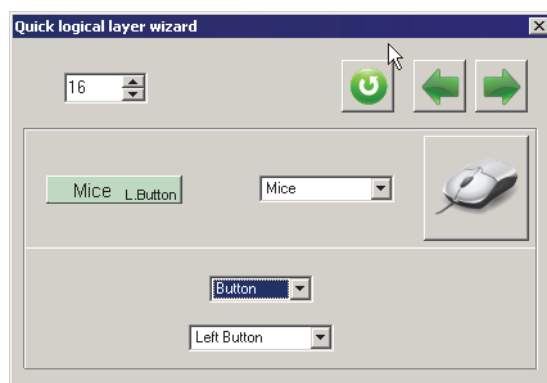 Quick logical layer wizard
16
Mice L.Button
Mice
Button
Left Button